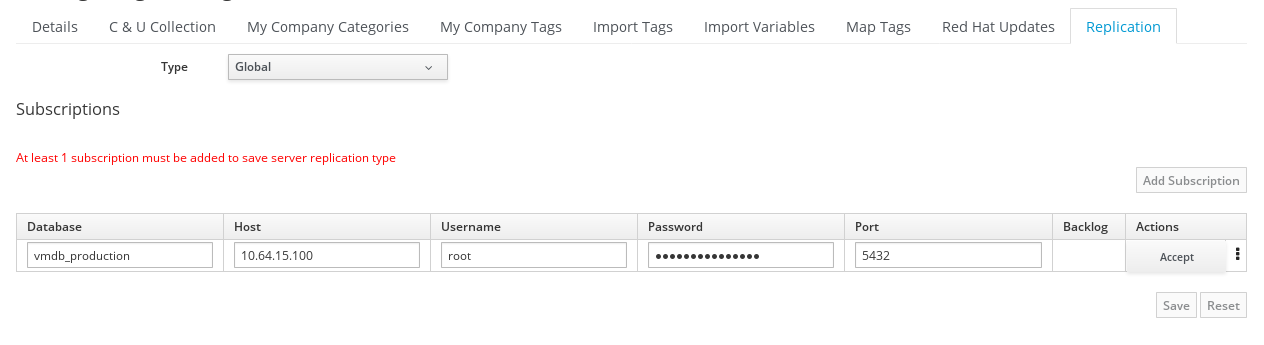 Details C & U Collection My Company Categories My Company Tags Import Tags Import Variables Map Tags Red Hat Updates Replication
Type Global
Subscriptions
At least 1 subscription must be added to save server replication type
Add Subscription
Database Host Username Password Port Backlog Actions
vmdb_production 10.64.15.100 root ●●●●●●●●●●●●●●● 5432 Accept
Save Reset